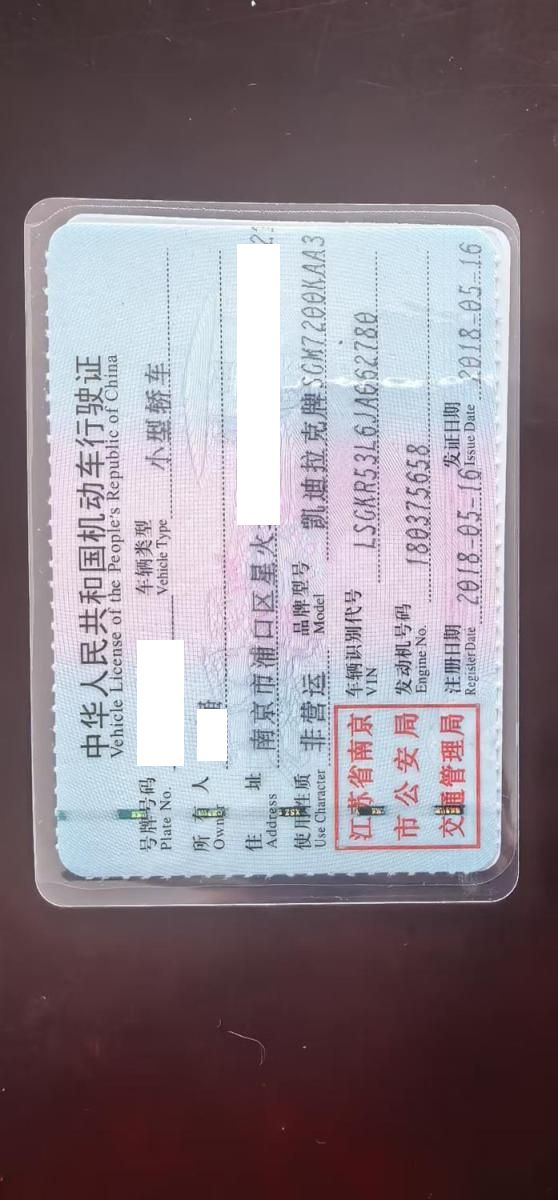 中华人民共和国机动车行驶证
Vehicle License of the People's Republic of China
号牌号码 车辆类型 小型轿车
Plate No. Vehicle Type
所有人
Owner
住址 南京市浦口区星火
Address
使用性质 非营运 品牌型号 凯迪拉克牌SGM7200KAA3
Use Character Model
江苏省南京
市公安局
交通管理局
车辆识别代号 LSGKR53L6JA662780
VIN
发动机号码 180375658
Engine No.
注册日期 2018-05-16 发证日期 2018-05-16
Register Date Issue Date